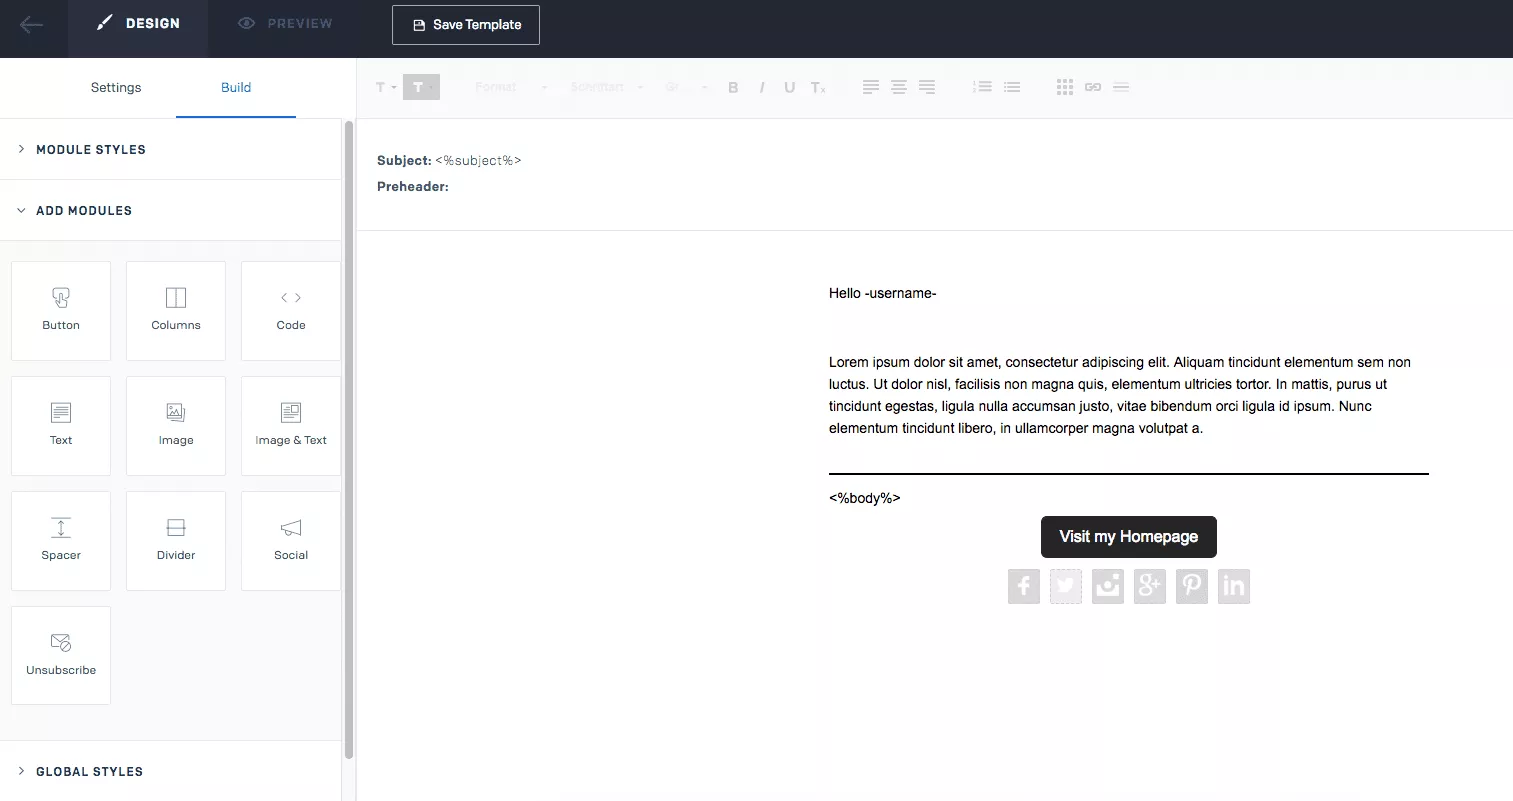 DESIGN
PREVIEW
Save Template
Settings
Build
T T Format Schriftart Gr B I U Tx
MODULE STYLES
Subject: <%subject%>
Preheader:
ADD MODULES
Button
Columns
Code
Text
Image
Image & Text
Spacer
Divider
Social
Unsubscribe
GLOBAL STYLES
Hello -username-
Lorem ipsum dolor sit amet, consectetur adipiscing elit. Aliquam tincidunt elementum sem non
luctus. Ut dolor nisl, facilisis non magna quis, elementum ultricies tortor. In mattis, purus ut
tincidunt egestas, ligula nulla accumsan justo, vitae bibendum orci ligula id ipsum. Nunc
elementum tincidunt libero, in ullamcorper magna volutpat a.
<%body%>
Visit my Homepage